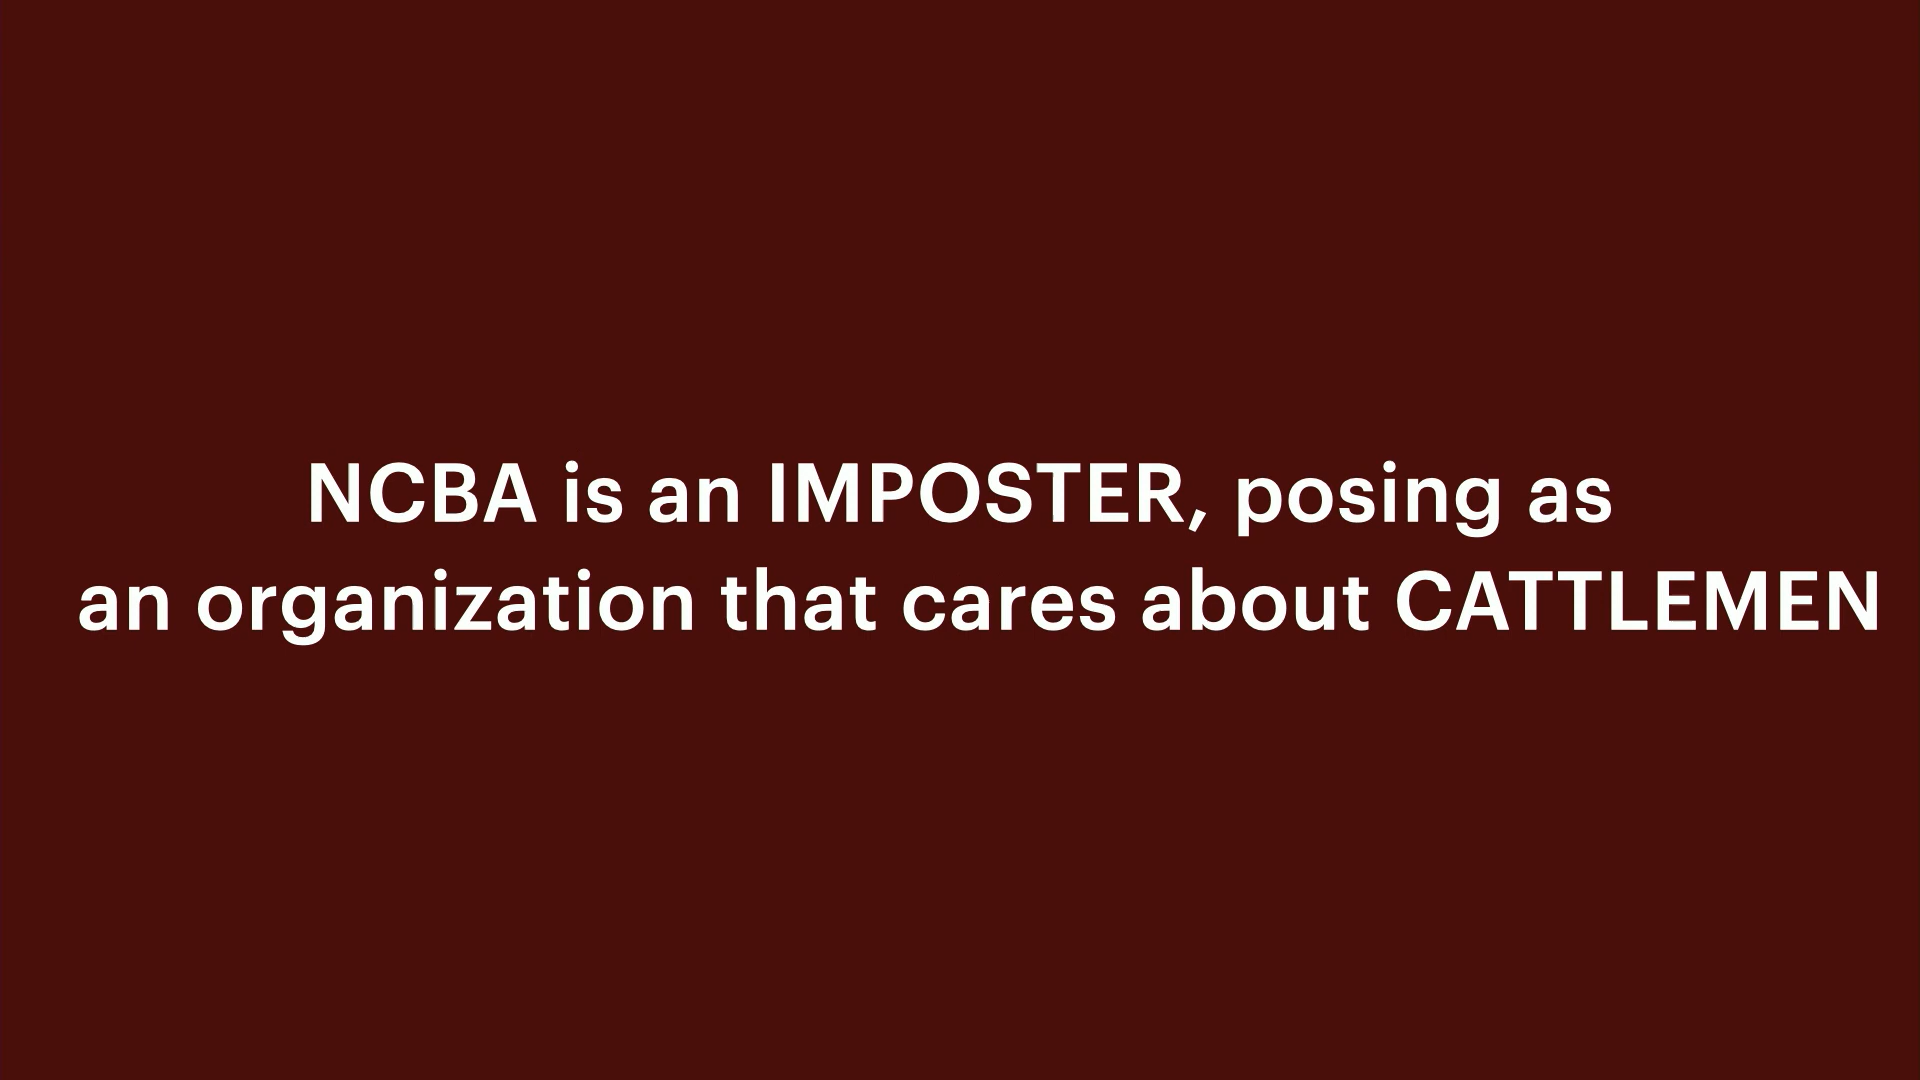 NCBA is an IMPOSTER, posing as
an organization that cares about CATTLEMEN